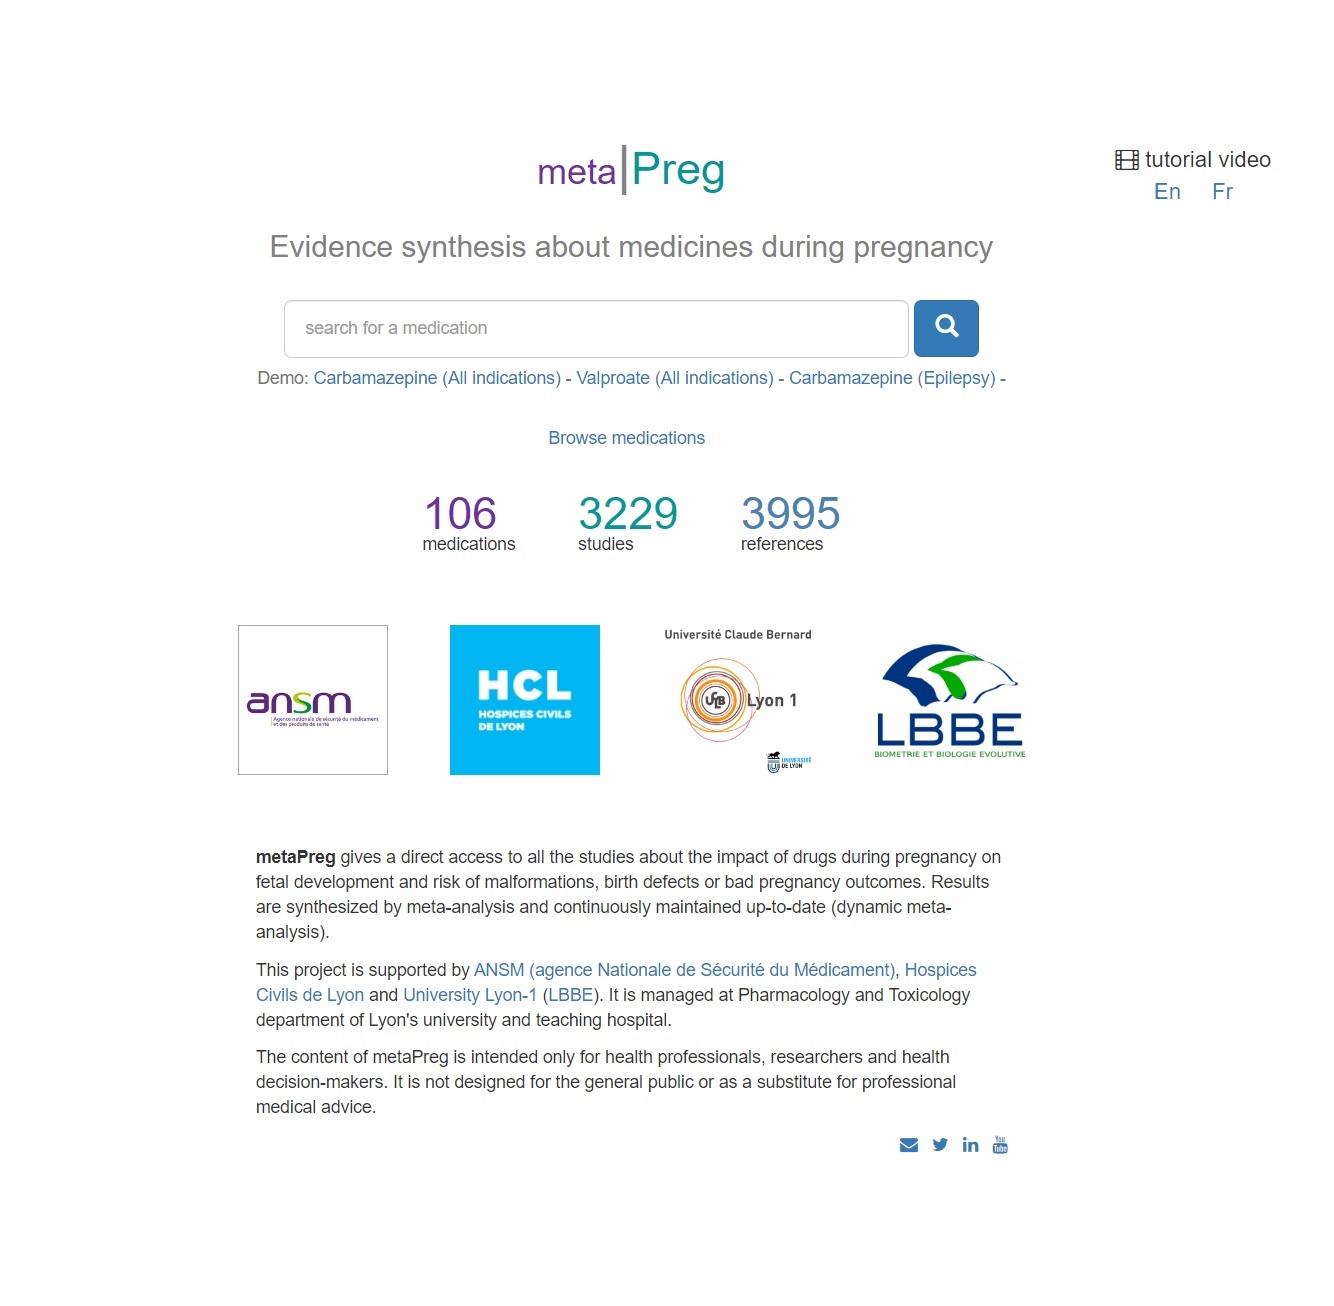 meta|Preg
tutorial video
En Fr
Evidence synthesis about medicines during pregnancy
search for a medication
Demo: Carbamazepine (All indications) - Valproate (All indications) - Carbamazepine (Epilepsy) -
Browse medications
106 3229 3995
medications studies references
ansm
Agence nationale de sécurité du médicament
et des produits de santé
HCL
HOSPICES CIVILS
DE LYON
Université Claude Bernard
UCLB
Lyon 1
UNIVERSITÉ
DE LYON
LBBE
BIOMETRIE ET BIOLOGIE EVOLUTIVE
metaPreg gives a direct access to all the studies about the impact of drugs during pregnancy on
fetal development and risk of malformations, birth defects or bad pregnancy outcomes. Results
are synthesized by meta-analysis and continuously maintained up-to-date (dynamic meta-
analysis).
This project is supported by ANSM (agence Nationale de Sécurité du Médicament), Hospices
Civils de Lyon and University Lyon-1 (LBBE). It is managed at Pharmacology and Toxicology
department of Lyon's university and teaching hospital.
The content of metaPreg is intended only for health professionals, researchers and health
decision-makers. It is not designed for the general public or as a substitute for professional
medical advice.
in
You
Tube